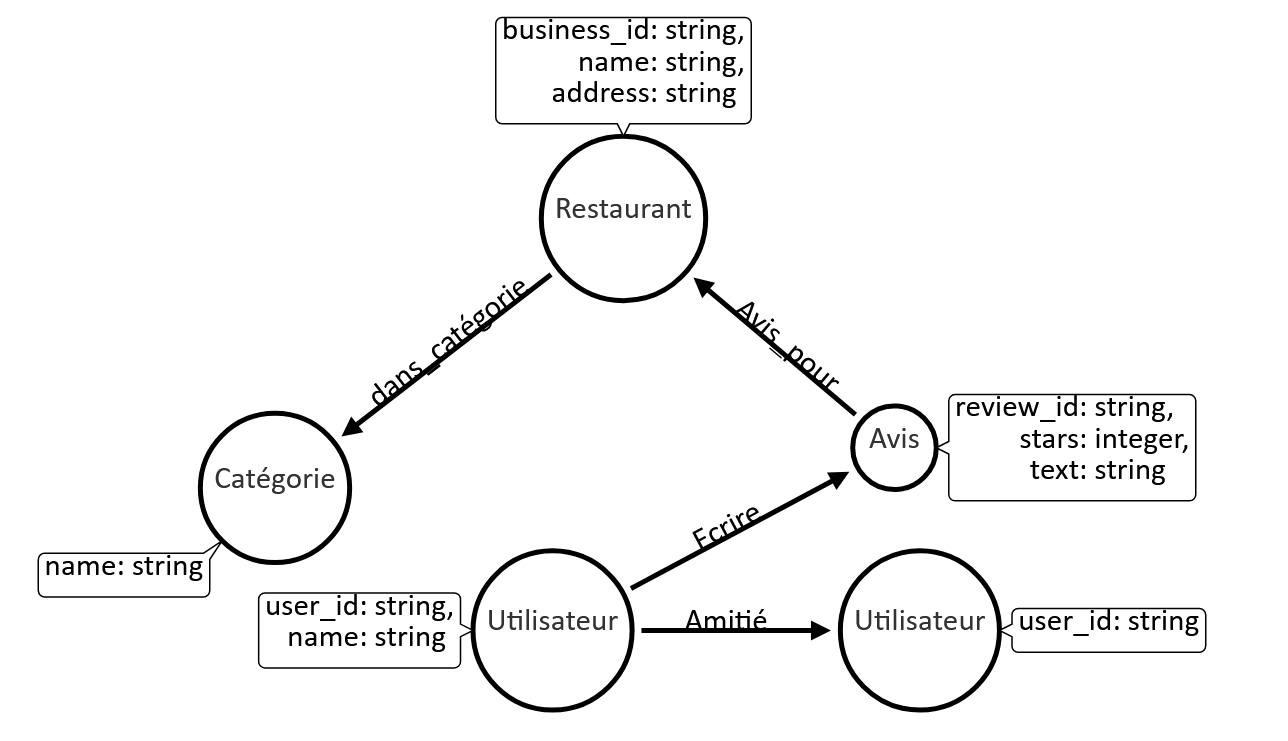 business_id: string,
name: string,
address: string
Restaurant
dans_catégorie
Avis_pour
review_id: string,
stars: integer,
text: string
Avis
Catégorie
name: string
Ecrire
user_id: string,
name: string
Utilisateur
Amitié
Utilisateur
user_id: string